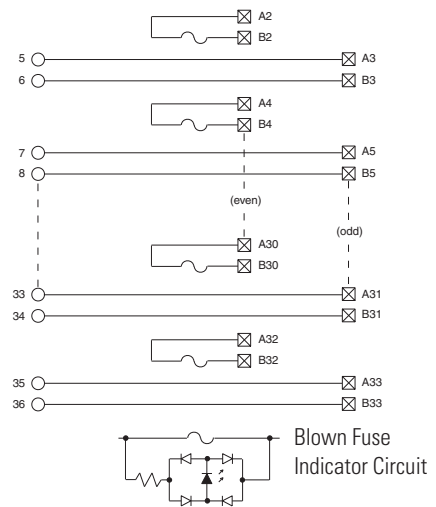 A2
B2
5 A3
6 B3
A4
B4
7 A5
8 B5
(even)
(odd)
A30
B30
33 A31
34 B31
A32
B32
35 A33
36 B33
Blown Fuse
Indicator Circuit